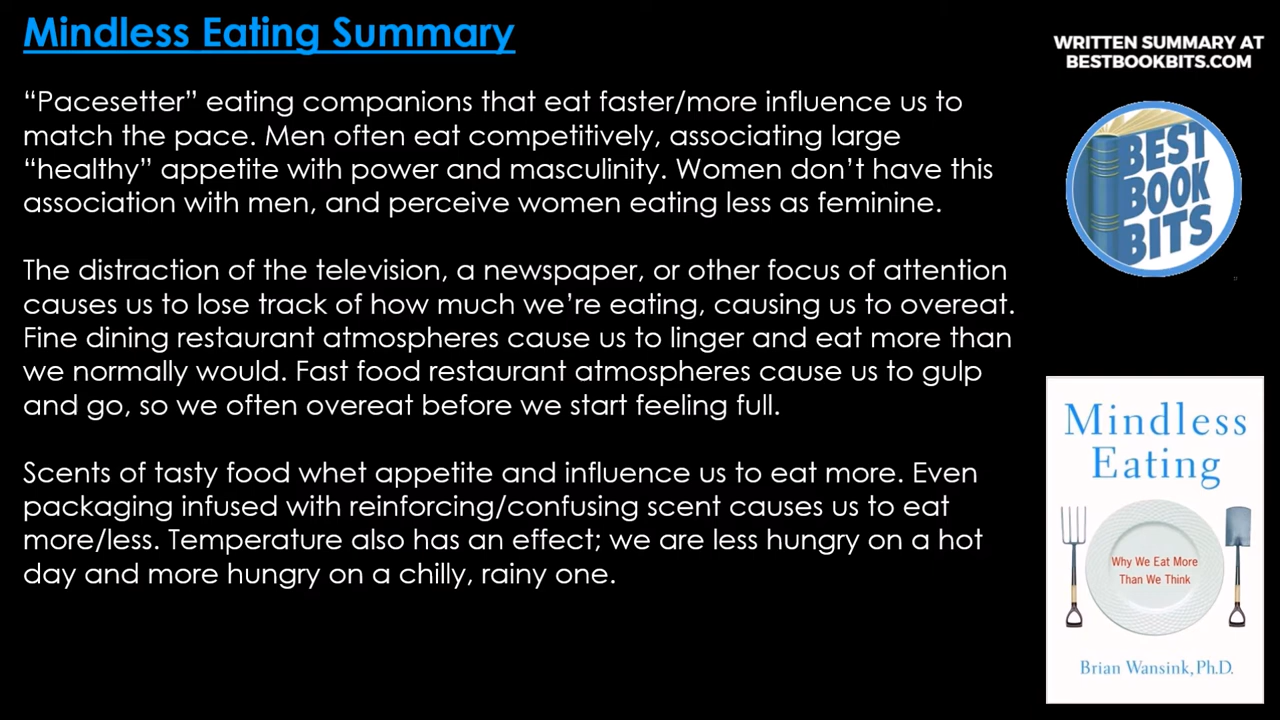 Mindless Eating Summary
WRITTEN SUMMARY AT
BESTBOOKBITS.COM
“Pacesetter” eating companions that eat faster/more influence us to
match the pace. Men often eat competitively, associating large
“healthy” appetite with power and masculinity. Women don’t have this
association with men, and perceive women eating less as feminine.
The distraction of the television, a newspaper, or other focus of attention
causes us to lose track of how much we’re eating, causing us to overeat.
Fine dining restaurant atmospheres cause us to linger and eat more than
we normally would. Fast food restaurant atmospheres cause us to gulp
and go, so we often overeat before we start feeling full.
Scents of tasty food whet appetite and influence us to eat more. Even
packaging infused with reinforcing/confusing scent causes us to eat
more/less. Temperature also has an effect; we are less hungry on a hot
day and more hungry on a chilly, rainy one.
BEST
BOOK
BITS
Mindless
Eating
Why We Eat More
Than We Think
Brian Wansink, Ph.D.